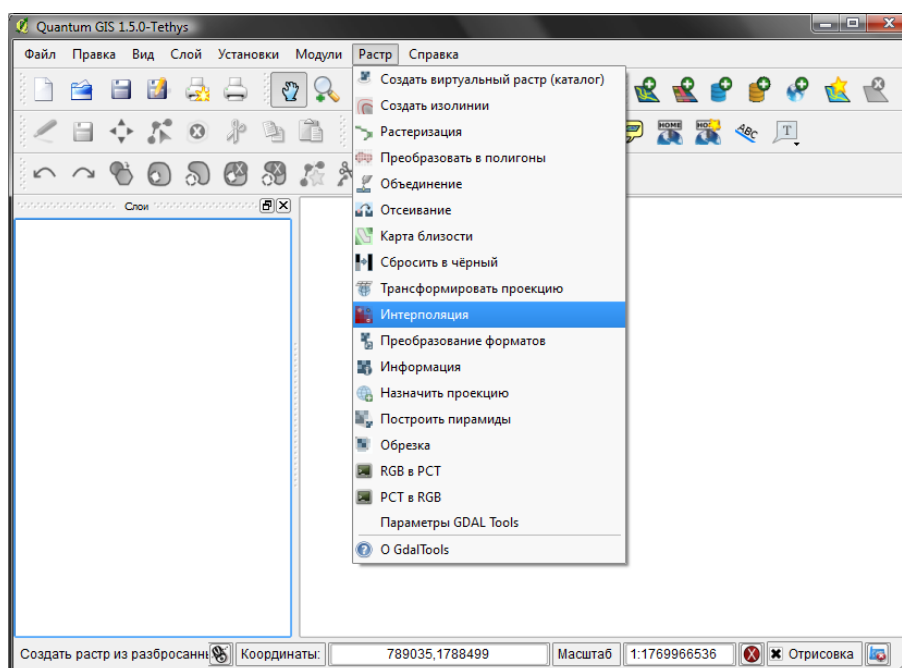 Quantum GIS 1.5.0-Tethys
Файл Правка Вид Слой Установки Модули Растр Справка
Создать виртуальный растр (каталог)
Создать изолинии
Растеризация
Преобразовать в полигоны
Объединение
Отсеивание
Карта близости
Сбросить в чёрный
Трансформировать проекцию
Интерполяция
Преобразование форматов
Информация
Назначить проекцию
Построить пирамиды
Обрезка
RGB в PCT
PCT в RGB
Параметры GDAL Tools
О GdalTools
HOME
ABC
T
Слои
Создать растр из разбросанны Координаты: 789035,1788499 Масштаб 1:1769966536 Отрисовка